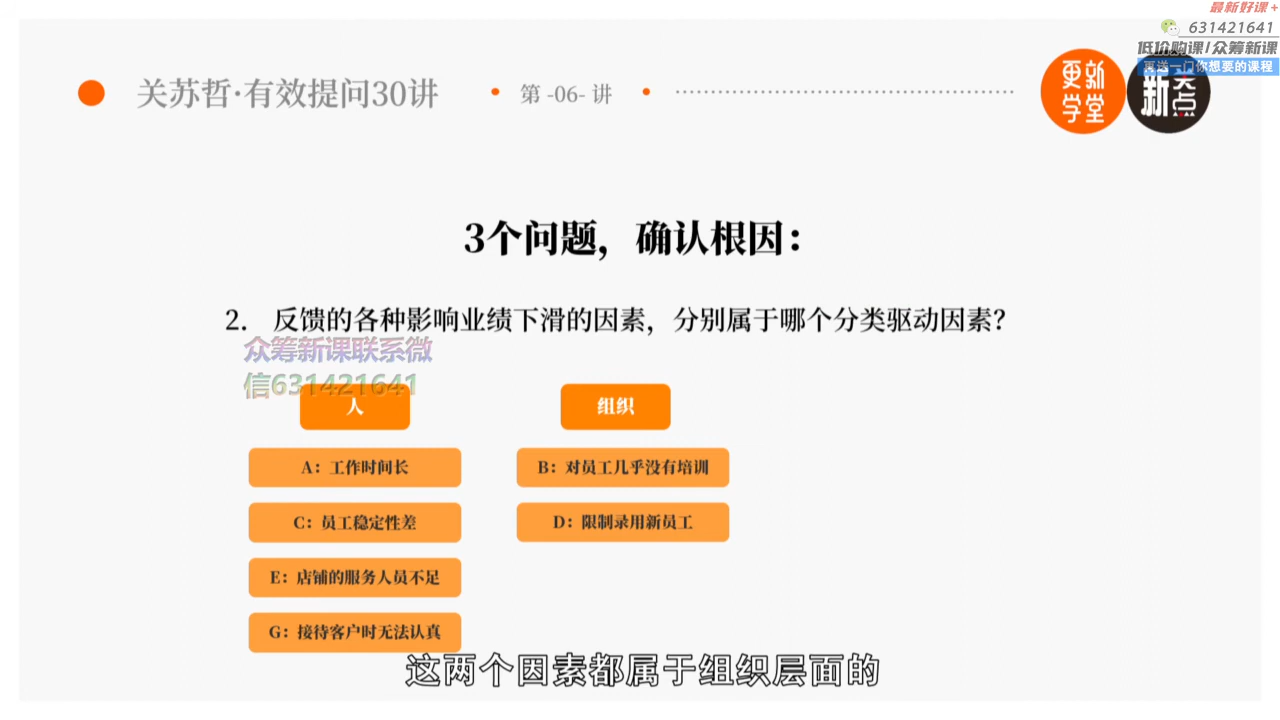 最新好课+
631421641
低价购课/众筹新课
再送一门你想要的课程
关苏哲·有效提问30讲
第 -06- 讲
更新
学堂
新关点
3个问题，确认根因：
2. 反馈的各种影响业绩下滑的因素，分别属于哪个分类驱动因素？
众筹新课联系微
信631421641
人
组织
A：工作时间长
B：对员工几乎没有培训
C：员工稳定性差
D：限制录用新员工
E：店铺的服务人员不足
G：接待客户时无法认真
这两个因素都属于组织层面的